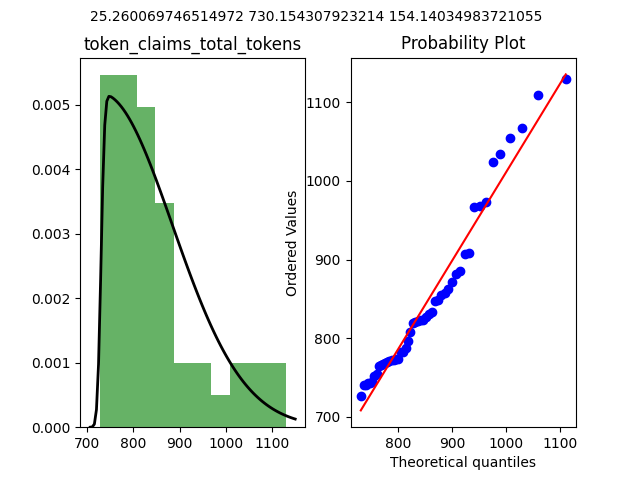 25.260069746514972 730.154307923214 154.14034983721055
token_claims_total_tokens
0.005
0.004
0.003
0.002
0.001
0.000
700 800 900 1000 1100
Probability Plot
Ordered Values
1100
1000
900
800
700
800 900 1000 1100
Theoretical quantiles